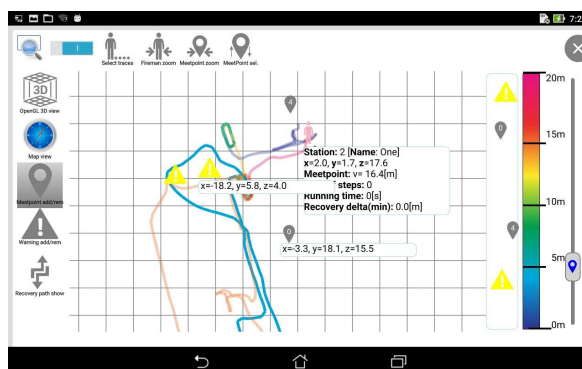 7:2
Select traces
Fireman zoom
Meetpoint zoom
MeetPoint sel.
3D
OpenGL 3D view
Map view
Meetpoint add/rem
Warning add/rem
Recovery path show
4
Station: 2 [Name: One]
x=2.0, y=1.7, z=17.6
Meetpoint: v= 16.4[m]
steps: 0
Running time: 0[s]
Recovery delta(min): 0.0[m]
x=-18.2, y=5.8, z=4.0
0
x=-3.3, y=18.1, z=15.5
0
4
20m
15m
10m
5m
0m